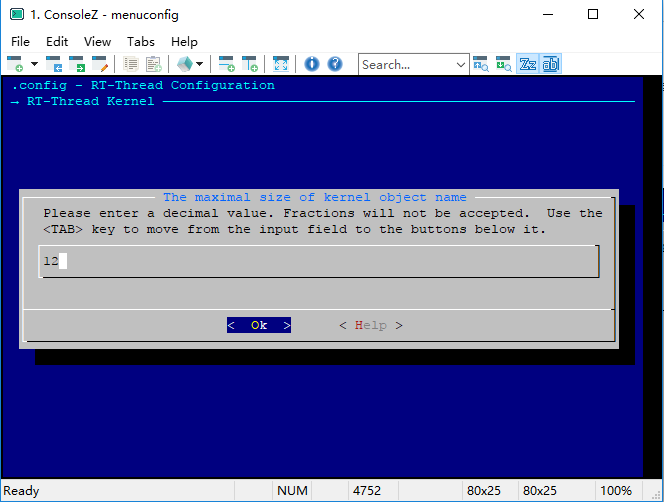 1. ConsoleZ - menuconfig
File Edit View Tabs Help
Search...
.config - RT-Thread Configuration
→ RT-Thread Kernel
The maximal size of kernel object name
Please enter a decimal value. Fractions will not be accepted.  Use the
<TAB> key to move from the input field to the buttons below it.
12
<  Ok  > < Help >
Ready NUM 4752 80x25 80x25 100%